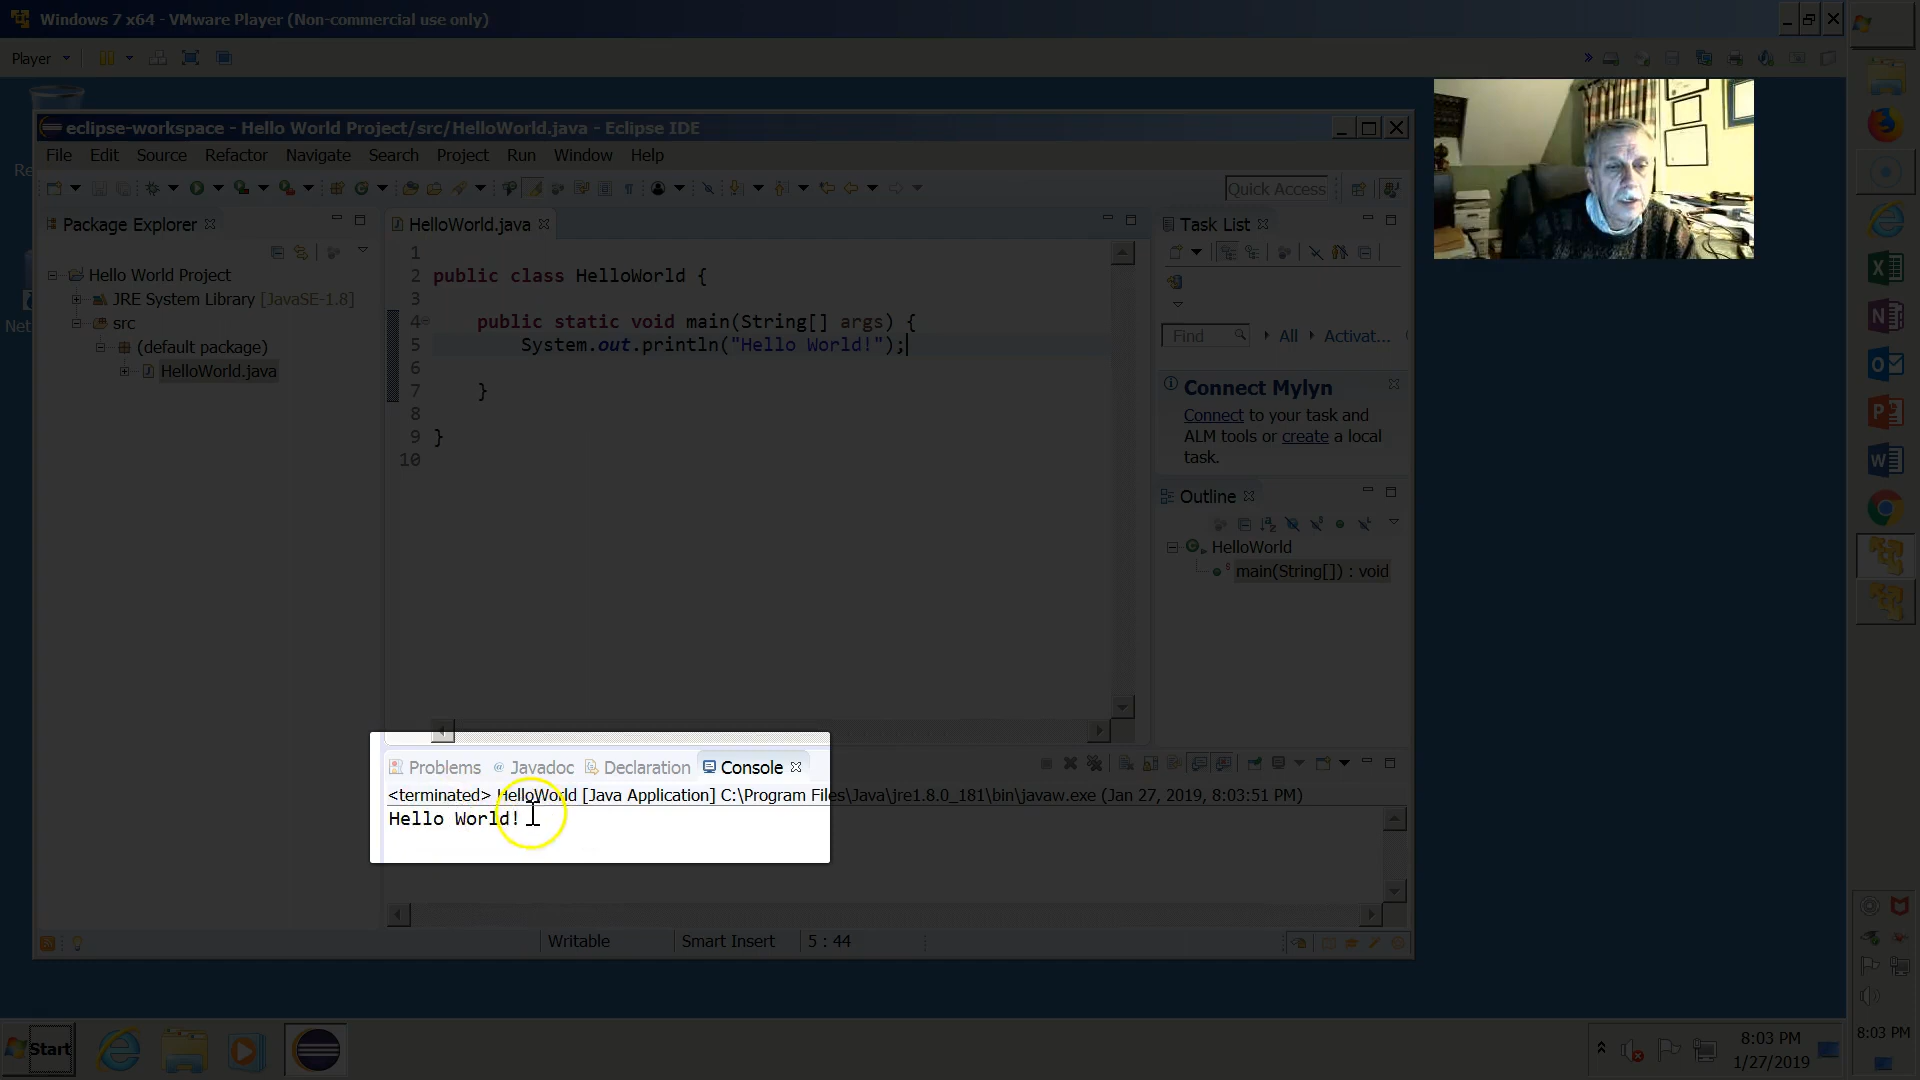 Windows 7 x64 - VMware Player (Non-commercial use only)
Player
eclipse-workspace - Hello World Project/src/HelloWorld.java - Eclipse IDE
File Edit Source Refactor Navigate Search Project Run Window Help
Quick Access
Package Explorer
Hello World Project
JRE System Library [JavaSE-1.8]
src
(default package)
HelloWorld.java
HelloWorld.java
1
2 public class HelloWorld {
3
4 public static void main(String[] args) {
5 System.out.println("Hello World!");
6
7 }
8
9 }
10
Task List
Find All Activat...
Connect Mylyn
Connect to your task and
ALM tools or create a local
task.
Outline
HelloWorld
main(String[]) : void
Problems Javadoc Declaration Console
<terminated> HelloWorld [Java Application] C:\Program Files\Java\jre1.8.0_181\bin\javaw.exe (Jan 27, 2019, 8:03:51 PM)
Hello World!
Writable Smart Insert 5 : 44
Start
8:03 PM
1/27/2019
8:03 PM